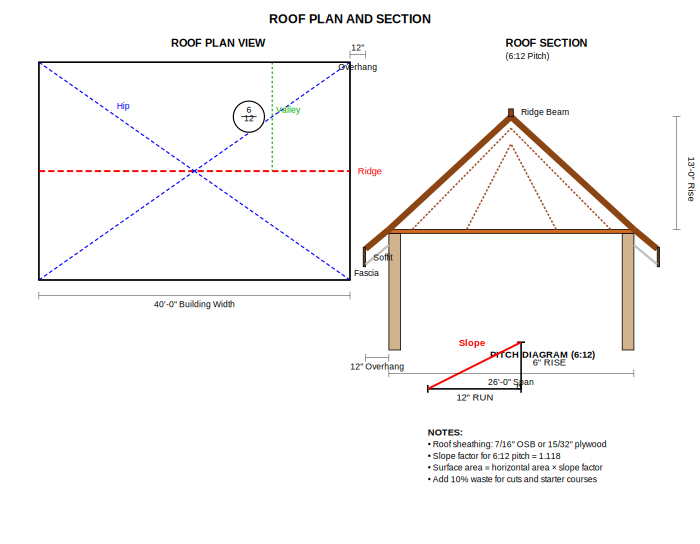 ROOF PLAN AND SECTION
ROOF PLAN VIEW
ROOF SECTION
(6:12 Pitch)
12"
Overhang
Hip
6
12
Valley
Ridge
40'-0" Building Width
Ridge Beam
13'-0" Rise
Soffit
Fascia
12" Overhang
26'-0" Span
PITCH DIAGRAM (6:12)
Slope
6" RISE
12" RUN
NOTES:
• Roof sheathing: 7/16" OSB or 15/32" plywood
• Slope factor for 6:12 pitch = 1.118
• Surface area = horizontal area × slope factor
• Add 10% waste for cuts and starter courses